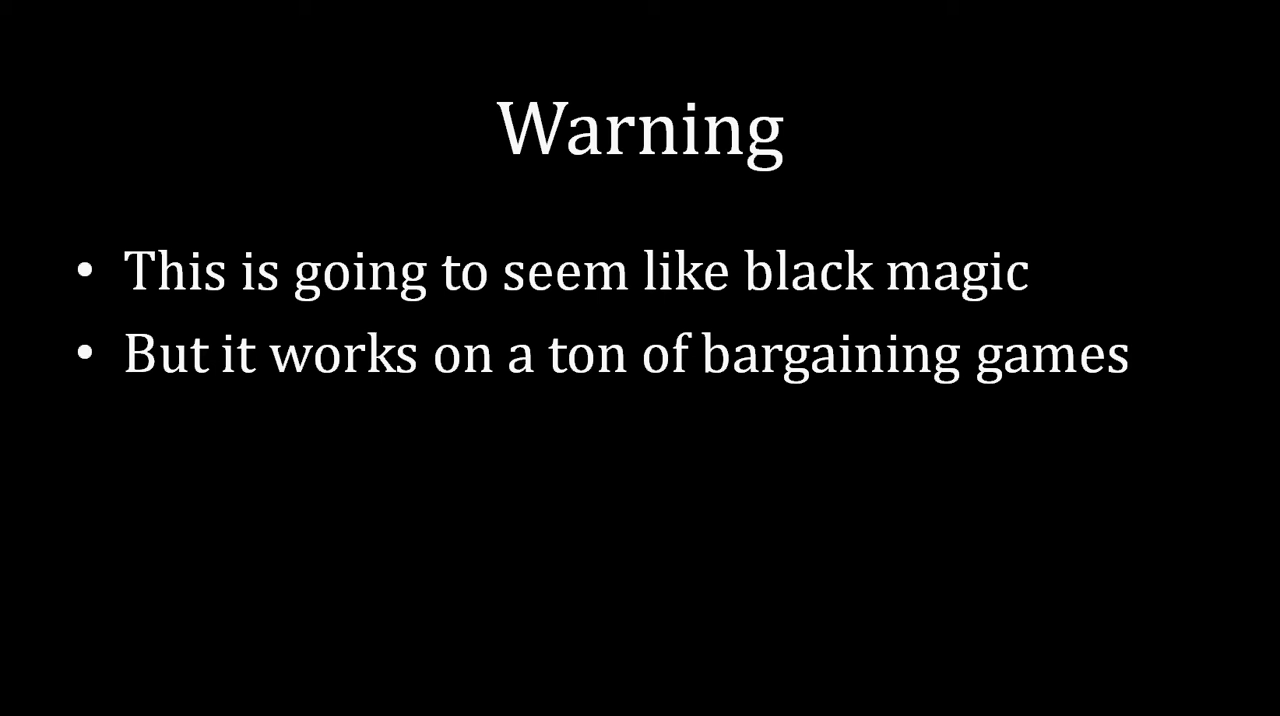 Warning
• This is going to seem like black magic
• But it works on a ton of bargaining games